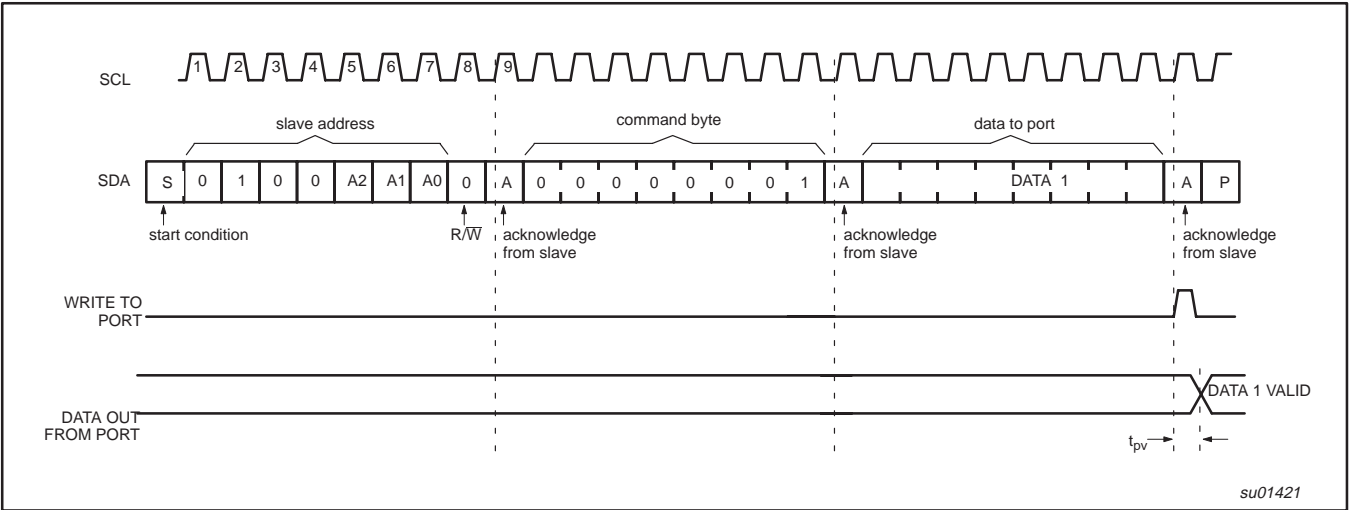 SCL
1 2 3 4 5 6 7 8 9
slave address
command byte
data to port
SDA
S 0 1 0 0 A2 A1 A0 0 A 0 0 0 0 0 0 0 1 A DATA 1 A P
start condition
R/W̅
acknowledge
from slave
acknowledge
from slave
acknowledge
from slave
WRITE TO
PORT
DATA OUT
FROM PORT
DATA 1 VALID
tpv
su01421